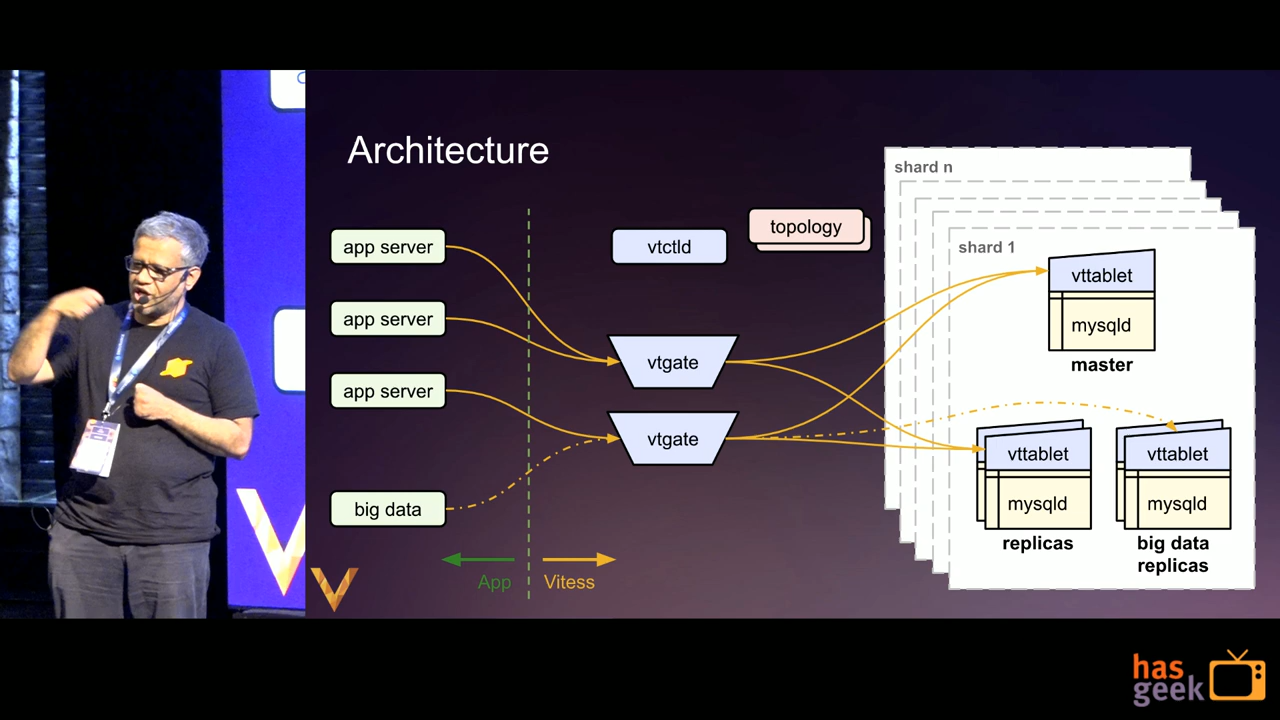 Architecture
shard n
topology
app server
vtctld
shard 1
vttablet
app server
mysqld
vtgate
master
app server
vtgate
vttablet
vttablet
big data
mysqld
mysqld
replicas
big data
replicas
App
Vitess
has
geek